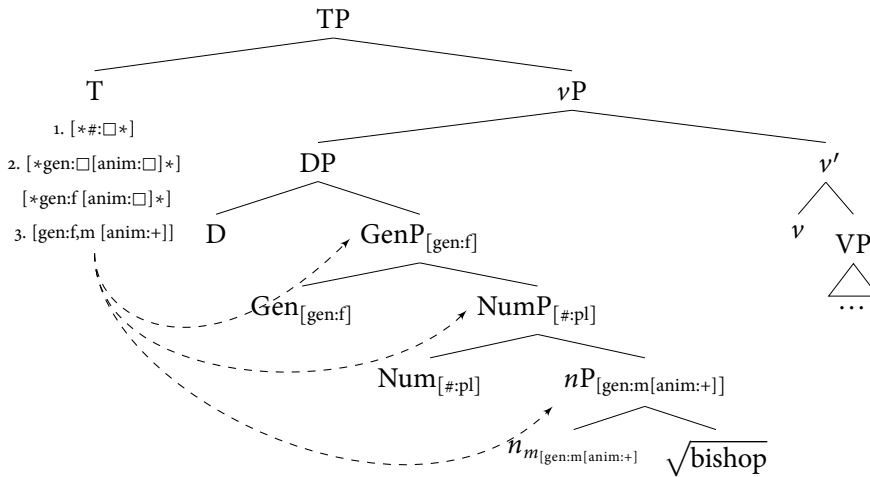 TP
T vP
1. [*#:□*]
2. [*gen:□[anim:□]*] DP v′
[*gen:f [anim:□]*]
3. [gen:f,m [anim:+]] D GenP[gen:f] v VP
Gen[gen:f] NumP[#:pl] …
Num[#:pl] nP[gen:m[anim:+]]
nm[gen:m[anim:+] √bishop